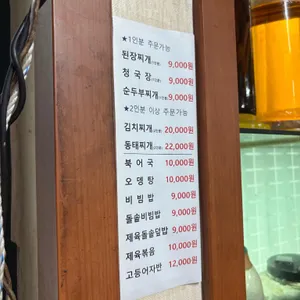 ★1인분 주문가능
된장찌개 9,000원
청국장 9,000원
순두부찌개 9,000원
★2인분 이상 주문가능
김치찌개 20,000원
동태찌개 22,000원
북어국 10,000원
오뎅탕 10,000원
비빔밥 9,000원
돌솥비빔밥 9,000원
제육돌솥덮밥 9,000원
제육볶음 10,000원
고등어자반 12,000원